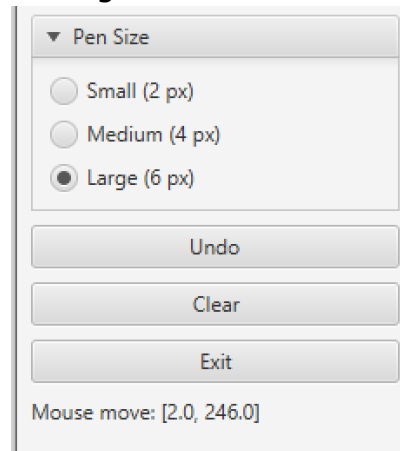 Pen Size
Small (2 px)
Medium (4 px)
Large (6 px)
Undo
Clear
Exit
Mouse move: [2.0, 246.0]